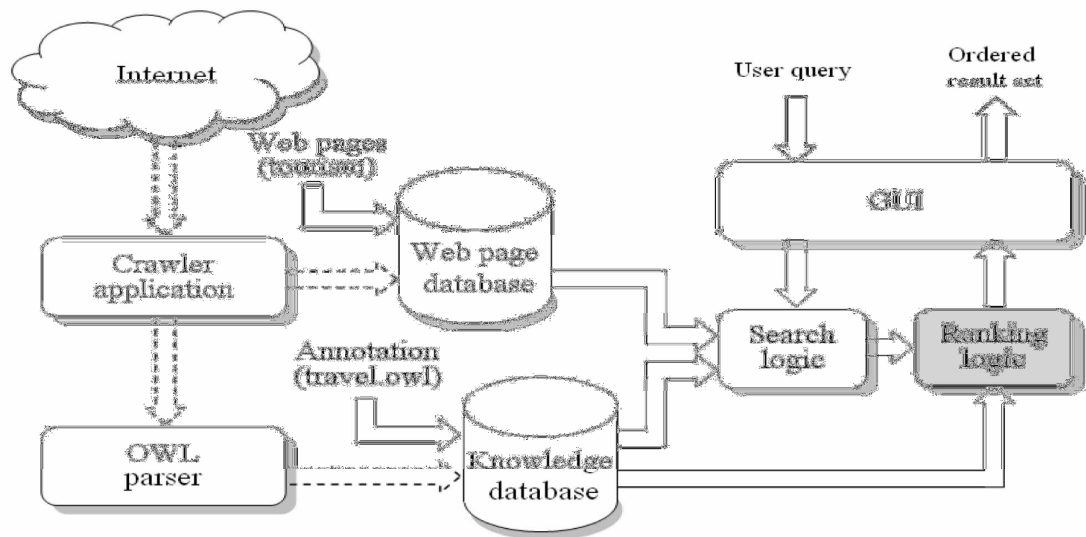 Internet
User query
Ordered
result set
Web pages
(tourism)
GUI
Crawler
application
Web page
database
Search
logic
Ranking
logic
Annotation
(travel.owl)
OWL
parser
Knowledge
database